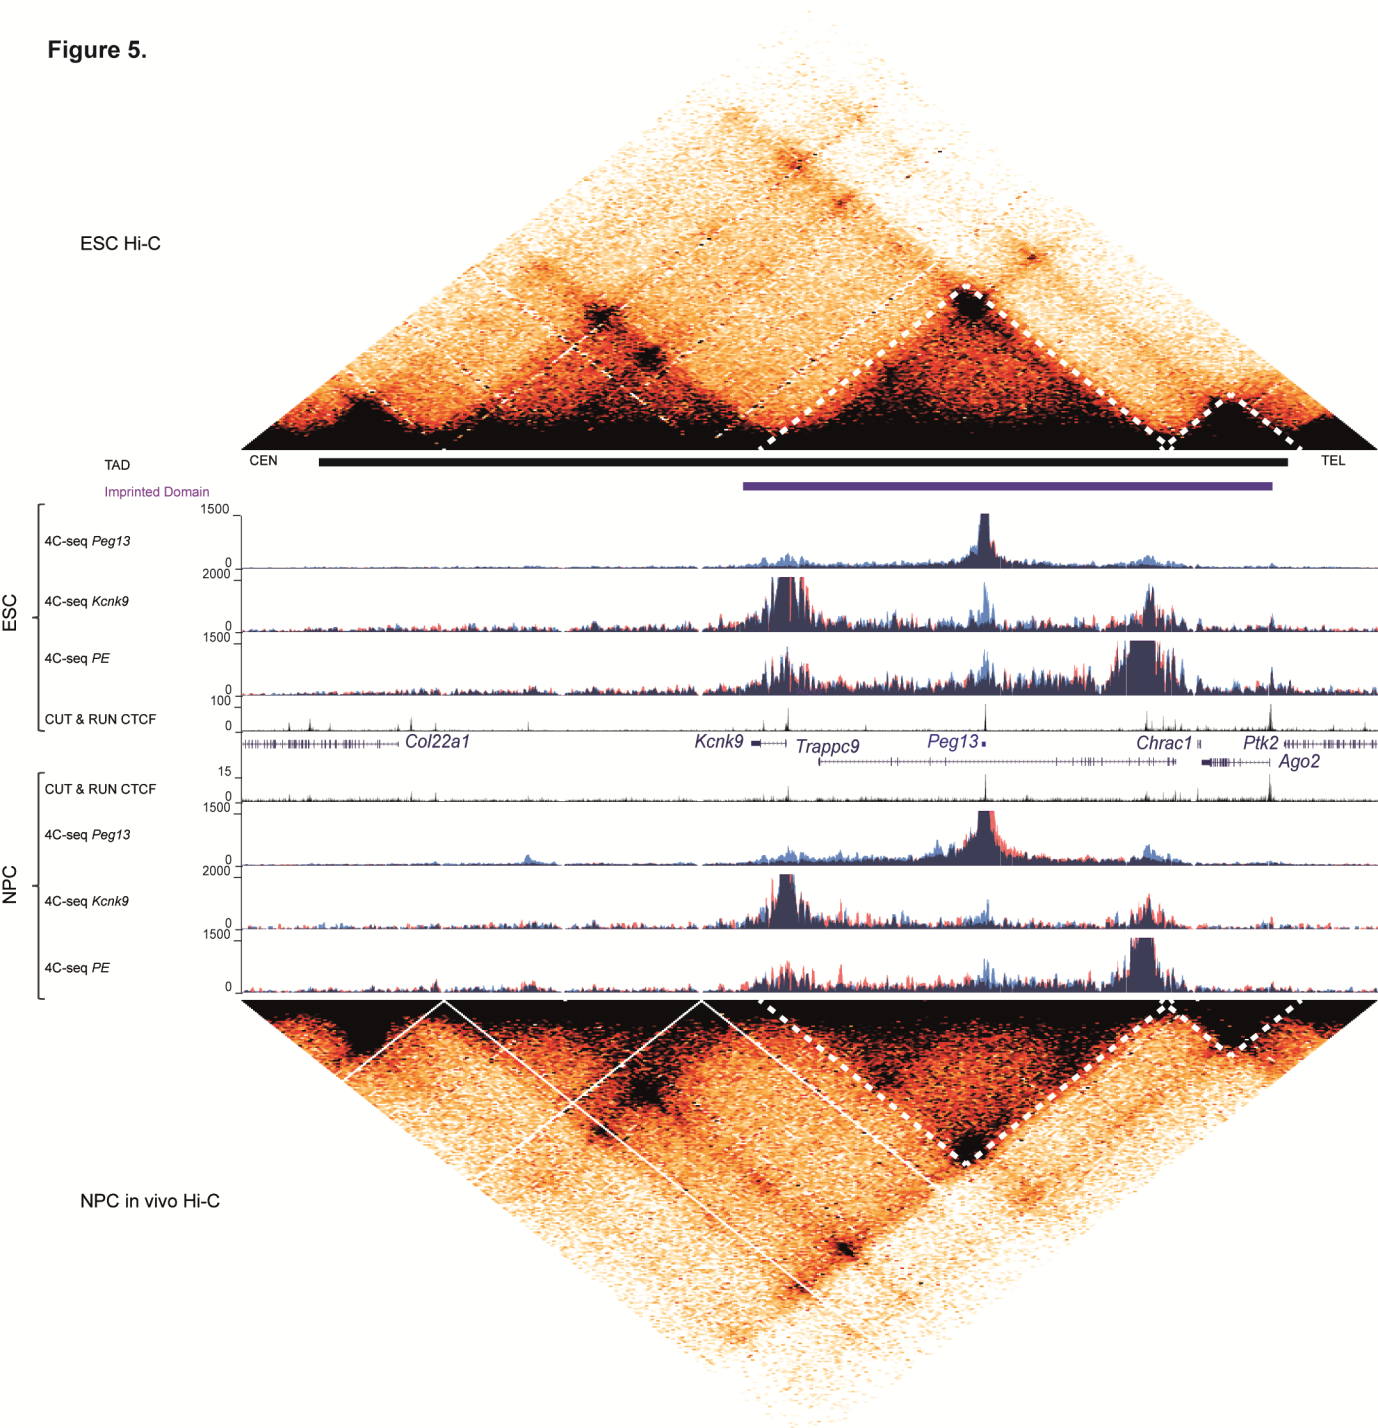 Figure 5.
ESC Hi-C
CEN
TEL
TAD
Imprinted Domain
ESC
1500
4C-seq Peg13
0
2000
4C-seq Kcnk9
0
1500
4C-seq PE
0
100
CUT & RUN CTCF
0
Col22a1
Kcnk9
Trappc9
Peg13
Chrac1
Ptk2
Ago2
NPC
15
CUT & RUN CTCF
0
1500
4C-seq Peg13
0
2000
4C-seq Kcnk9
0
1500
4C-seq PE
0
NPC in vivo Hi-C